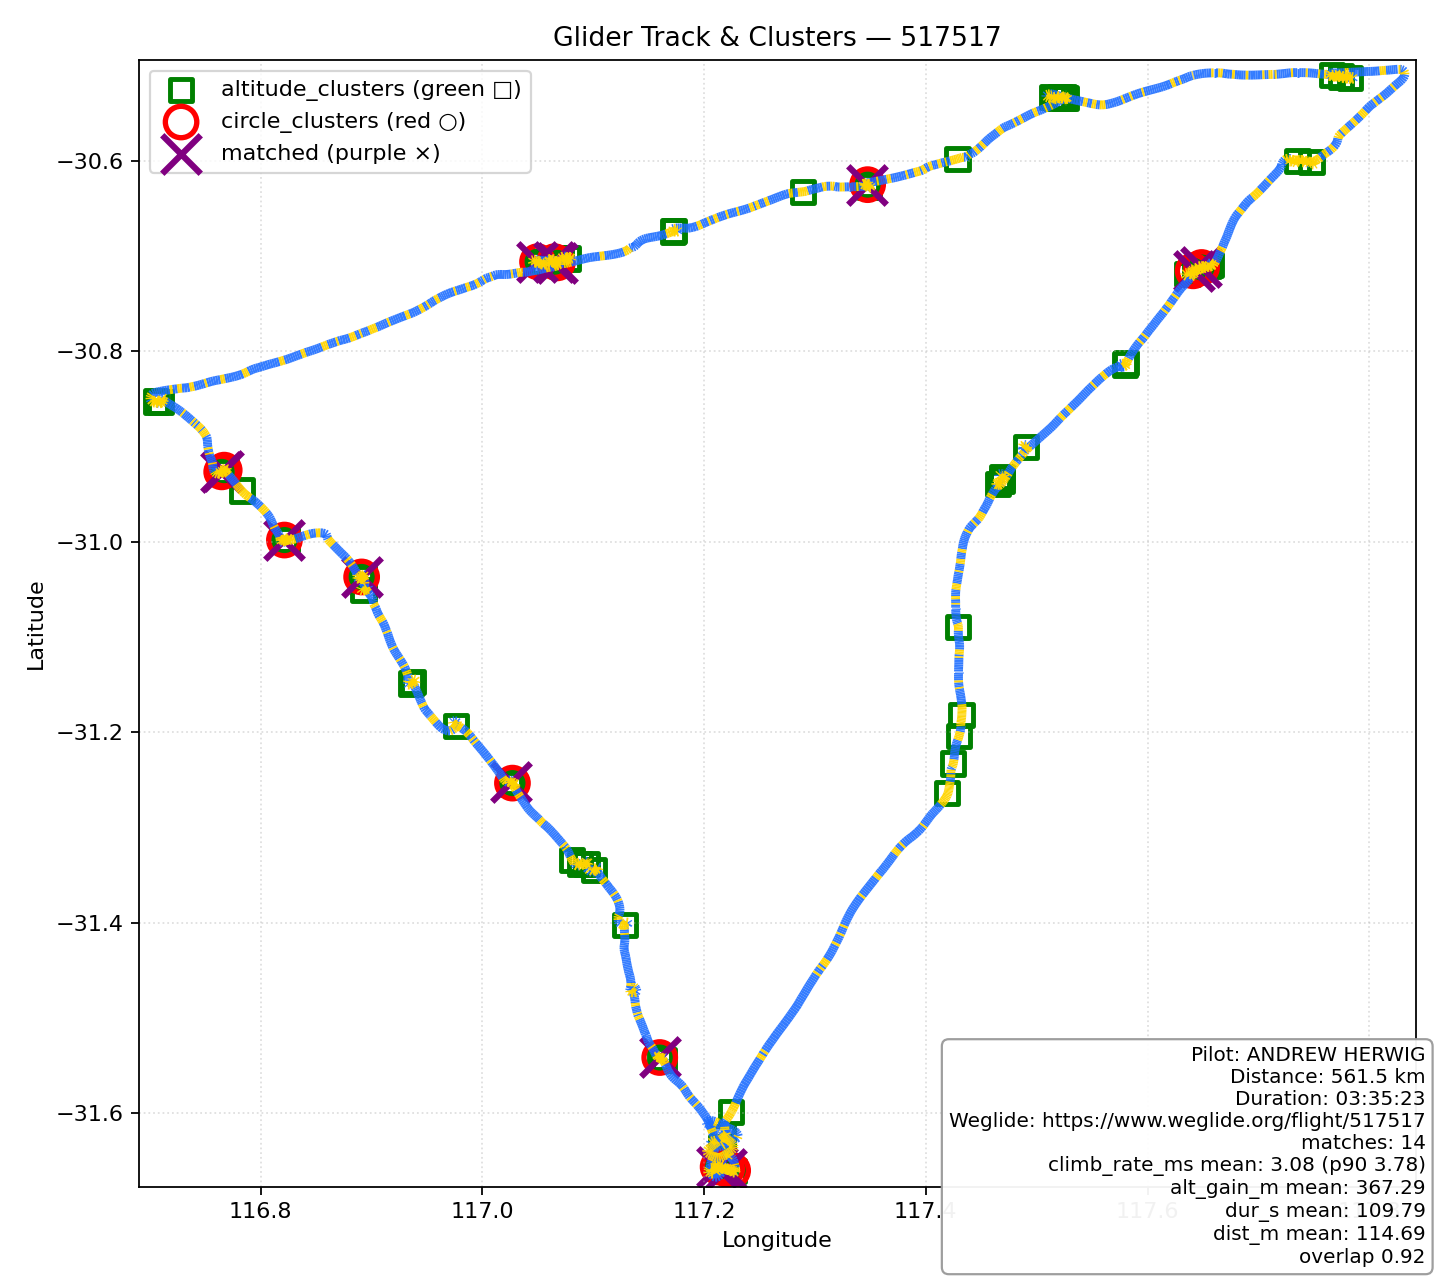 Glider Track & Clusters — 517517
altitude_clusters (green □)
circle_clusters (red ○)
matched (purple ×)
−30.6
−30.8
−31.0
−31.2
−31.4
−31.6
Latitude
116.8
117.0
117.2
117.4
117.6
Longitude
Pilot: ANDREW HERWIG
Distance: 561.5 km
Duration: 03:35:23
Weglide: https://www.weglide.org/flight/517517
matches: 14
climb_rate_ms mean: 3.08 (p90 3.78)
alt_gain_m mean: 367.29
dur_s mean: 109.79
dist_m mean: 114.69
overlap 0.92